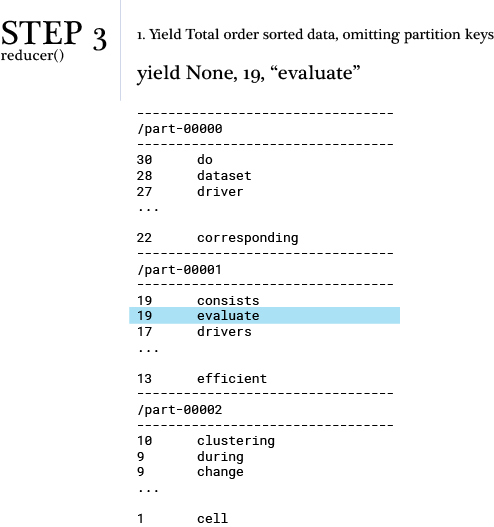 STEP 3
reducer()
1. Yield Total order sorted data, omitting partition keys
yield None, 19, “evaluate”
---------------------------------
/part-00000
---------------------------------
30 do
28 dataset
27 driver
...
22 corresponding
---------------------------------
/part-00001
---------------------------------
19 consists
19 evaluate
17 drivers
...
13 efficient
---------------------------------
/part-00002
---------------------------------
10 clustering
9 during
9 change
...
1 cell